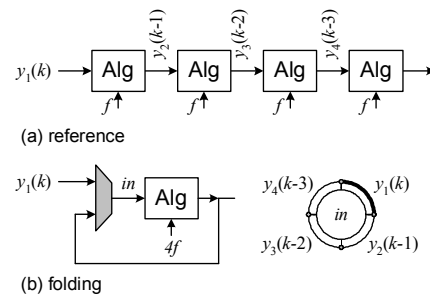 y₂(k-1) y₃(k-2) y₄(k-3)
y₁(k) Alg Alg Alg Alg
f f f f
(a) reference
y₁(k) in Alg y₄(k-3) y₁(k)
in
4f y₃(k-2) y₂(k-1)
(b) folding